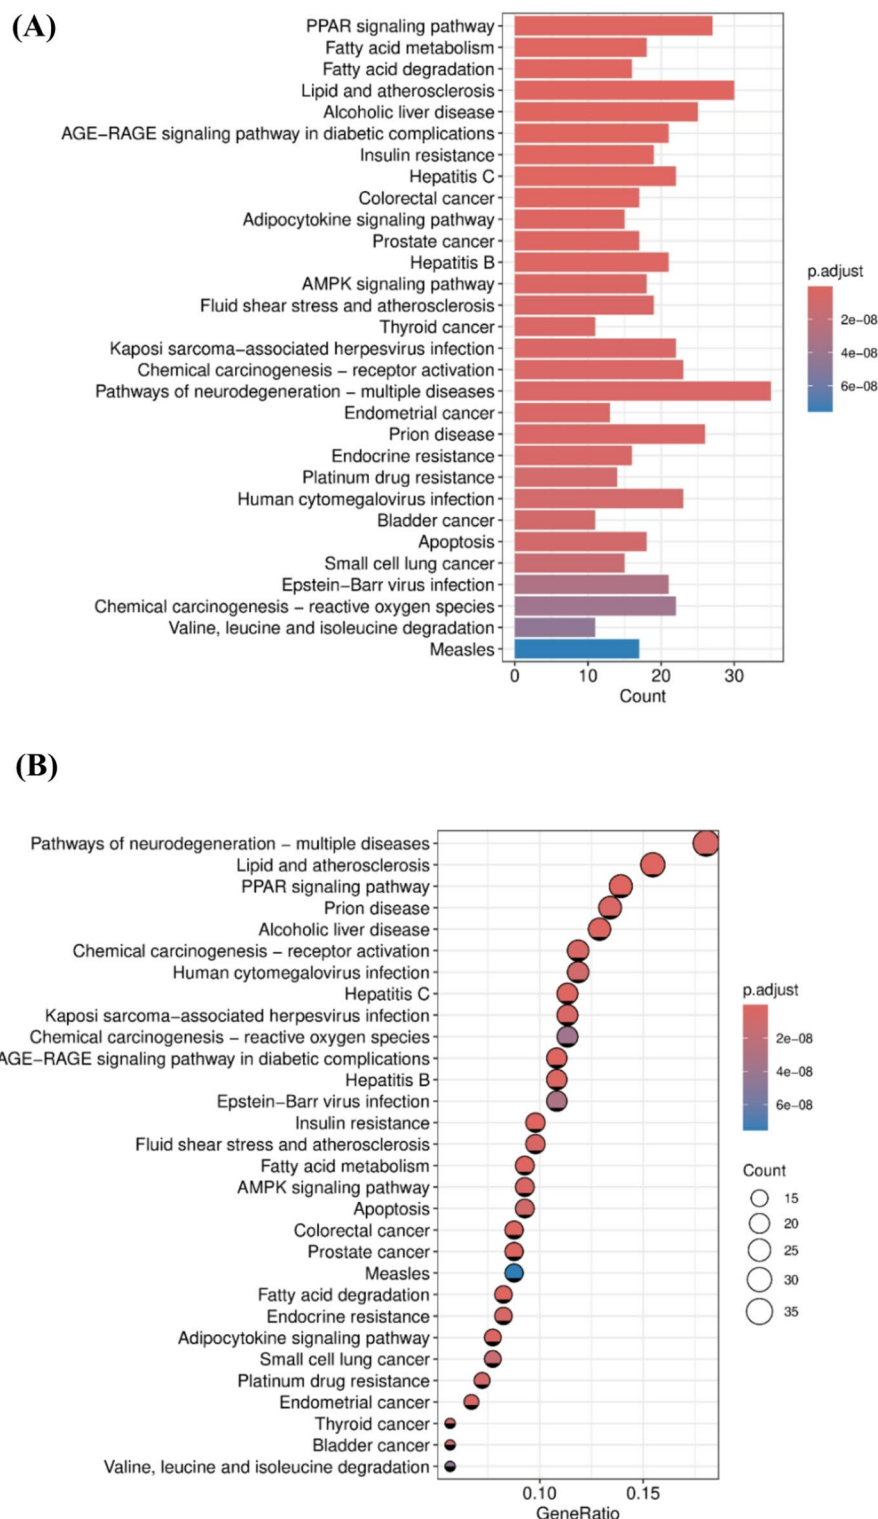 (A)
PPAR signaling pathway
Fatty acid metabolism
Fatty acid degradation
Lipid and atherosclerosis
Alcoholic liver disease
AGE−RAGE signaling pathway in diabetic complications
Insulin resistance
Hepatitis C
Colorectal cancer
Adipocytokine signaling pathway
Prostate cancer
Hepatitis B
AMPK signaling pathway
Fluid shear stress and atherosclerosis
Thyroid cancer
Kaposi sarcoma−associated herpesvirus infection
Chemical carcinogenesis − receptor activation
Pathways of neurodegeneration − multiple diseases
Endometrial cancer
Prion disease
Endocrine resistance
Platinum drug resistance
Human cytomegalovirus infection
Bladder cancer
Apoptosis
Small cell lung cancer
Epstein−Barr virus infection
Chemical carcinogenesis − reactive oxygen species
Valine, leucine and isoleucine degradation
Measles
0 10 20 30
Count
p.adjust
2e−08
4e−08
6e−08
(B)
Pathways of neurodegeneration − multiple diseases
Lipid and atherosclerosis
PPAR signaling pathway
Prion disease
Alcoholic liver disease
Chemical carcinogenesis − receptor activation
Human cytomegalovirus infection
Hepatitis C
Kaposi sarcoma−associated herpesvirus infection
Chemical carcinogenesis − reactive oxygen species
AGE−RAGE signaling pathway in diabetic complications
Hepatitis B
Epstein−Barr virus infection
Insulin resistance
Fluid shear stress and atherosclerosis
Fatty acid metabolism
AMPK signaling pathway
Apoptosis
Colorectal cancer
Prostate cancer
Measles
Fatty acid degradation
Endocrine resistance
Adipocytokine signaling pathway
Small cell lung cancer
Platinum drug resistance
Endometrial cancer
Thyroid cancer
Bladder cancer
Valine, leucine and isoleucine degradation
0.10 0.15
GeneRatio
p.adjust
2e−08
4e−08
6e−08
Count
15
20
25
30
35